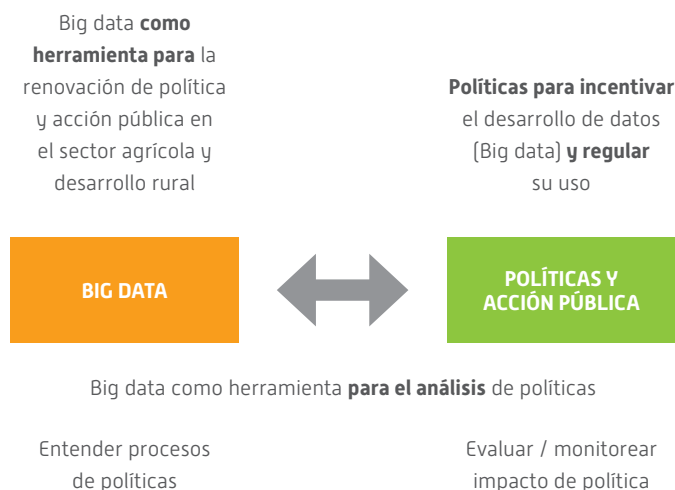 Big data como
herramienta para la
renovación de política
y acción pública en
el sector agrícola y
desarrollo rural
Políticas para incentivar
el desarrollo de datos
(Big data) y regular
su uso
BIG DATA
POLÍTICAS Y
ACCIÓN PÚBLICA
Big data como herramienta para el análisis de políticas
Entender procesos
de políticas
Evaluar / monitorear
impacto de política